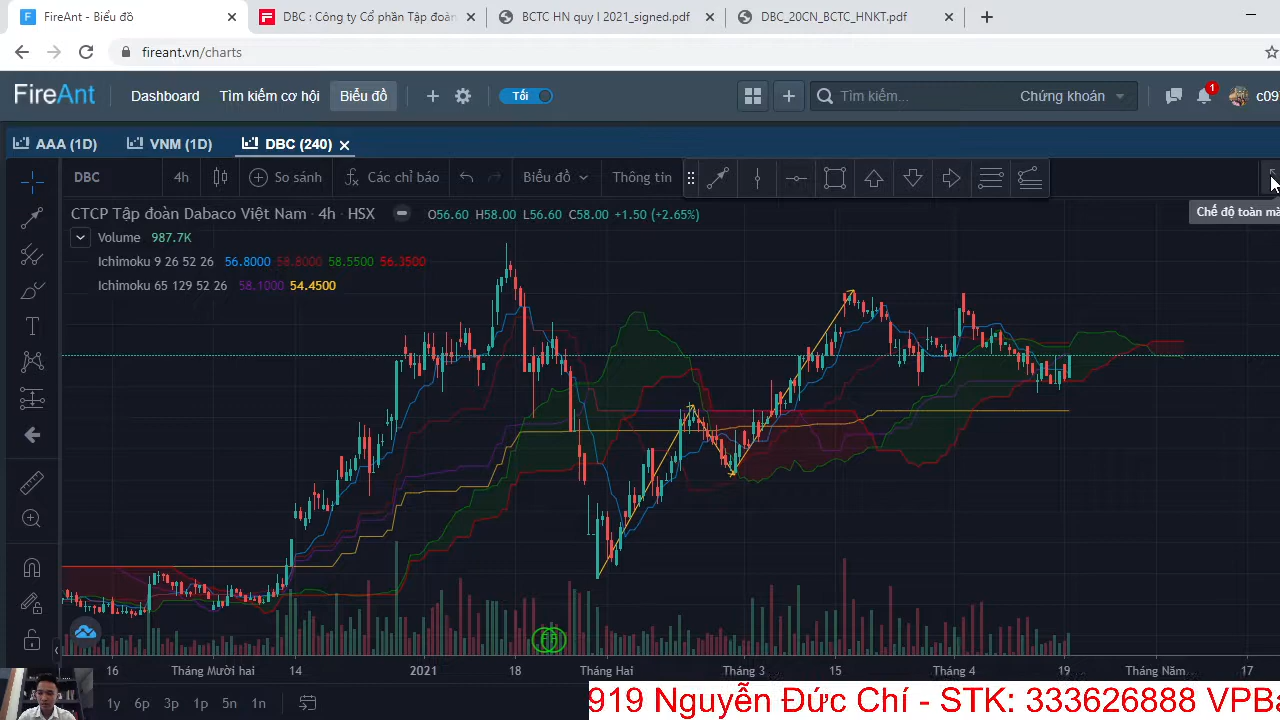 FireAnt - Biểu đồ
DBC : Công ty Cổ phần Tập đoàn
BCTC HN quy I 2021_signed.pdf
DBC_20CN_BCTC_HNKT.pdf
fireant.vn/charts
FireAnt
Dashboard
Tìm kiếm cơ hội
Biểu đồ
Tối
Tìm kiếm...
Chứng khoán
1
c09
AAA (1D)
VNM (1D)
DBC (240)
DBC
4h
So sánh
Các chỉ báo
Biểu đồ
Thông tin
Chế độ toàn mà
CTCP Tập đoàn Dabaco Việt Nam · 4h · HSX
O56.60 H58.00 L56.60 C58.00 +1.50 (+2.65%)
Volume 987.7K
Ichimoku 9 26 52 26 56.8000 58.8000 58.5500 56.3500
Ichimoku 65 129 52 26 58.1000 54.4500
16 Tháng Mười hai 14 2021 18 Tháng Hai Tháng 3 15 Tháng 4 19 Tháng Năm 17
1y 6p 3p 1p 5n 1n
919 Nguyễn Đức Chí - STK: 333626888 VPBa